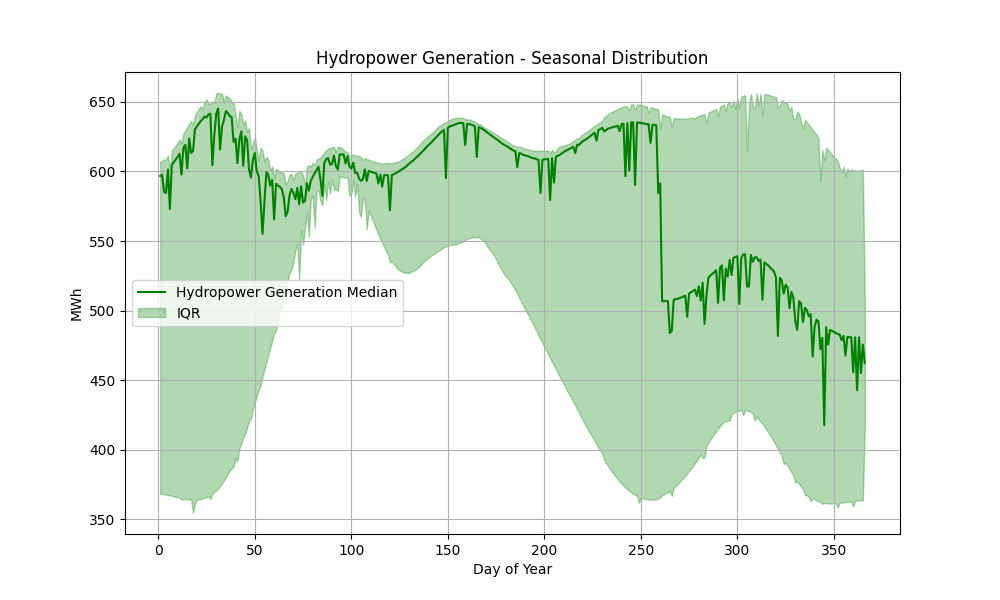 Hydropower Generation - Seasonal Distribution
MWh
650
600
550
500
450
400
350
Hydropower Generation Median
IQR
0 50 100 150 200 250 300 350
Day of Year